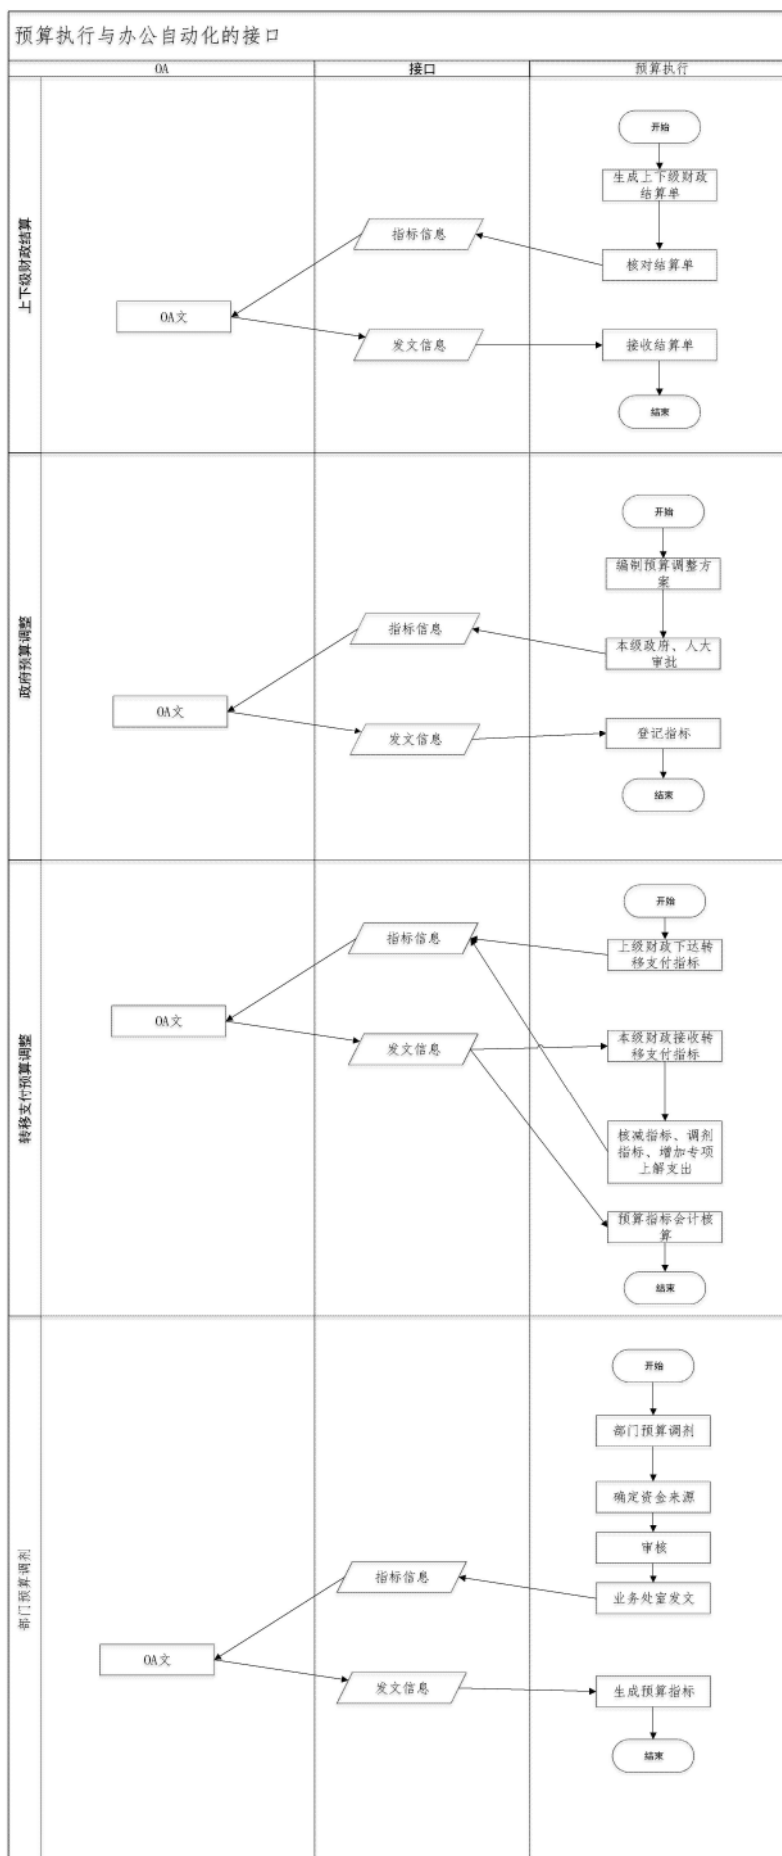 预算执行与办公自动化的接口
OA
接口
预算执行
上下级财政结算
开始
生成上下级财政
结算单
指标信息
核对结算单
OA文
发文信息
接收结算单
结束
政府预算调整
开始
编制预算调整方
案
指标信息
本级政府、人大
审批
OA文
发文信息
登记指标
结束
转移支付预算调整
开始
指标信息
上级财政下达转
移支付指标
OA文
发文信息
本级财政接收转
移支付指标
核减指标、调剂
指标、增加专项
上解支出
预算指标会计核
算
结束
部门预算调剂
开始
部门预算调剂
确定资金来源
审核
指标信息
业务处室发文
OA文
发文信息
生成预算指标
结束